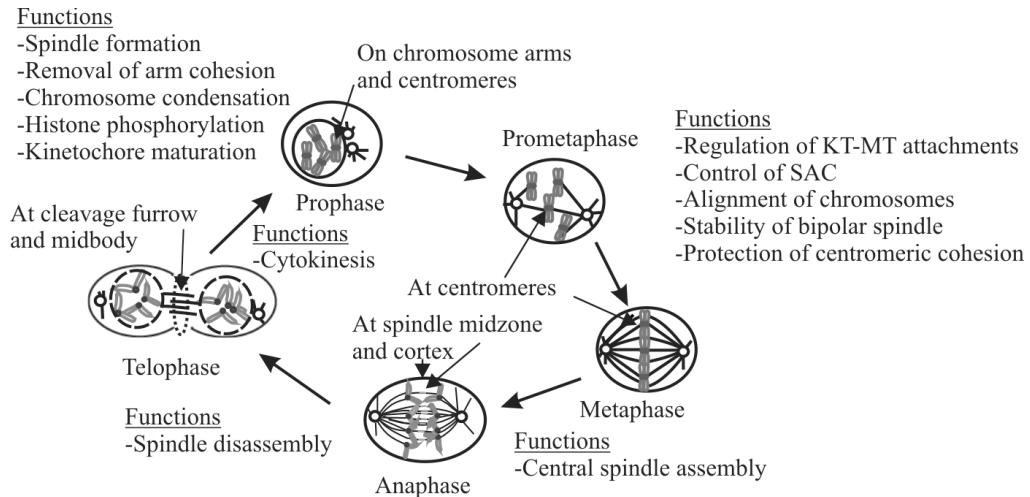 Functions
-Spindle formation
-Removal of arm cohesion
-Chromosome condensation
-Histone phosphorylation
-Kinetochore maturation
On chromosome arms
and centromeres
Prophase
Prometaphase
Functions
-Regulation of KT-MT attachments
-Control of SAC
-Alignment of chromosomes
-Stability of bipolar spindle
-Protection of centromeric cohesion
At cleavage furrow
and midbody
Functions
-Cytokinesis
At centromeres
At spindle midzone
and cortex
Telophase
Metaphase
Functions
-Spindle disassembly
Functions
-Central spindle assembly
Anaphase